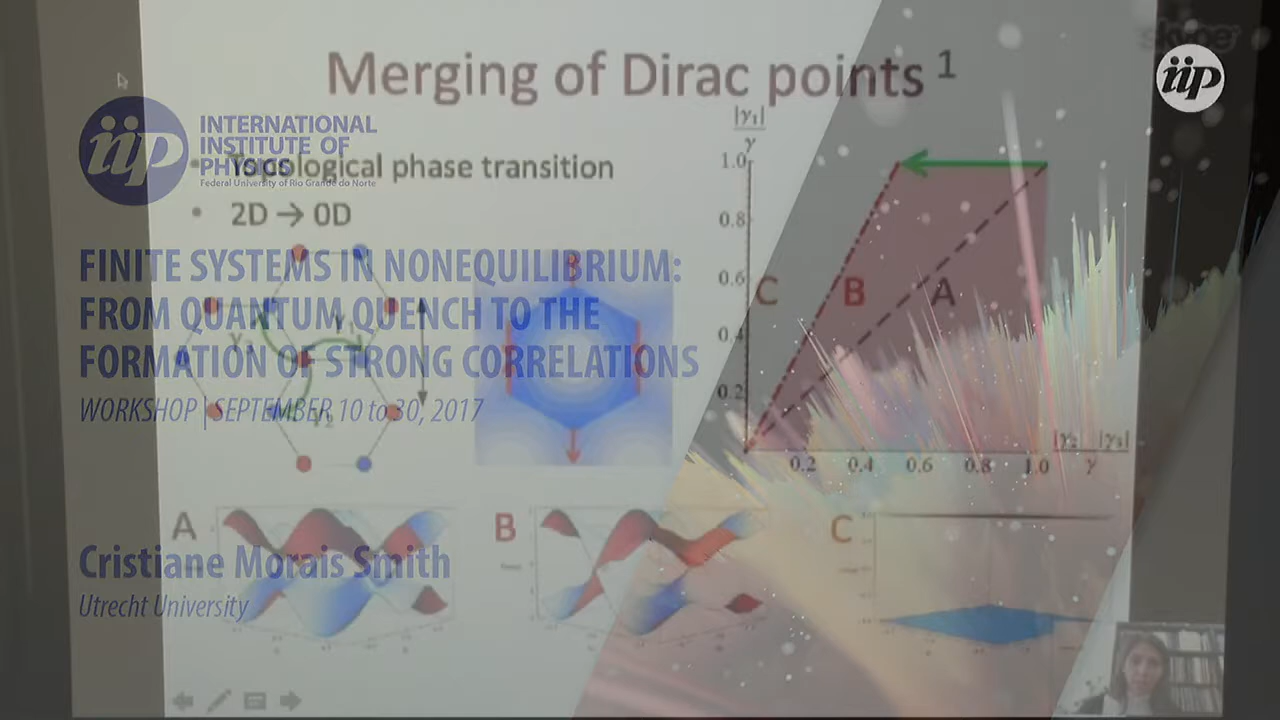 Merging of Dirac points 1
skype
iip
iip
INTERNATIONAL
INSTITUTE OF
PHYSICS
Federal University of Rio Grande do Norte
• Topological phase transition
• 2D → 0D
FINITE SYSTEMS IN NONEQUILIBRIUM:
FROM QUANTUM QUENCH TO THE
FORMATION OF STRONG CORRELATIONS
WORKSHOP | SEPTEMBER 10 to 30, 2017
|γ1|
γ
1.0
0.8
0.6
0.4
0.2
C B A
0.2 0.4 0.6 0.8 1.0
|γ2| |γ3|
γ
A
B
C
Cristiane Morais Smith
Utrecht University